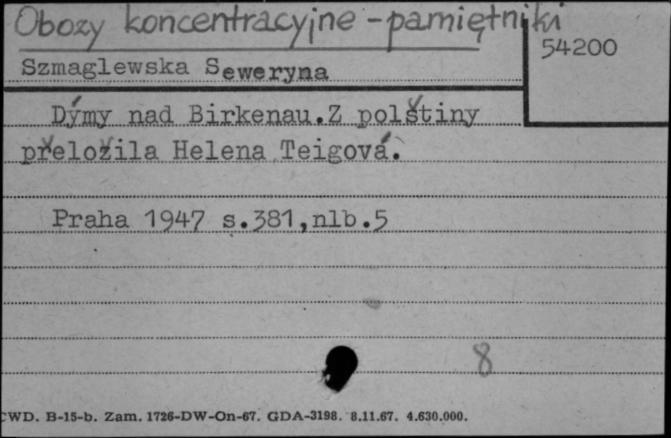 Obozy koncentracyjne - pamiętniki
54200
Szmaglewska Seweryna
Dýmy nad Birkenau. Z polštiny
přeložila Helena Teigová.
Praha 1947 s.381,nlb.5
8
CWD. B-15-b. Zam. 1726-DW-On-67. GDA-3198. 8.11.67. 4.630.000.